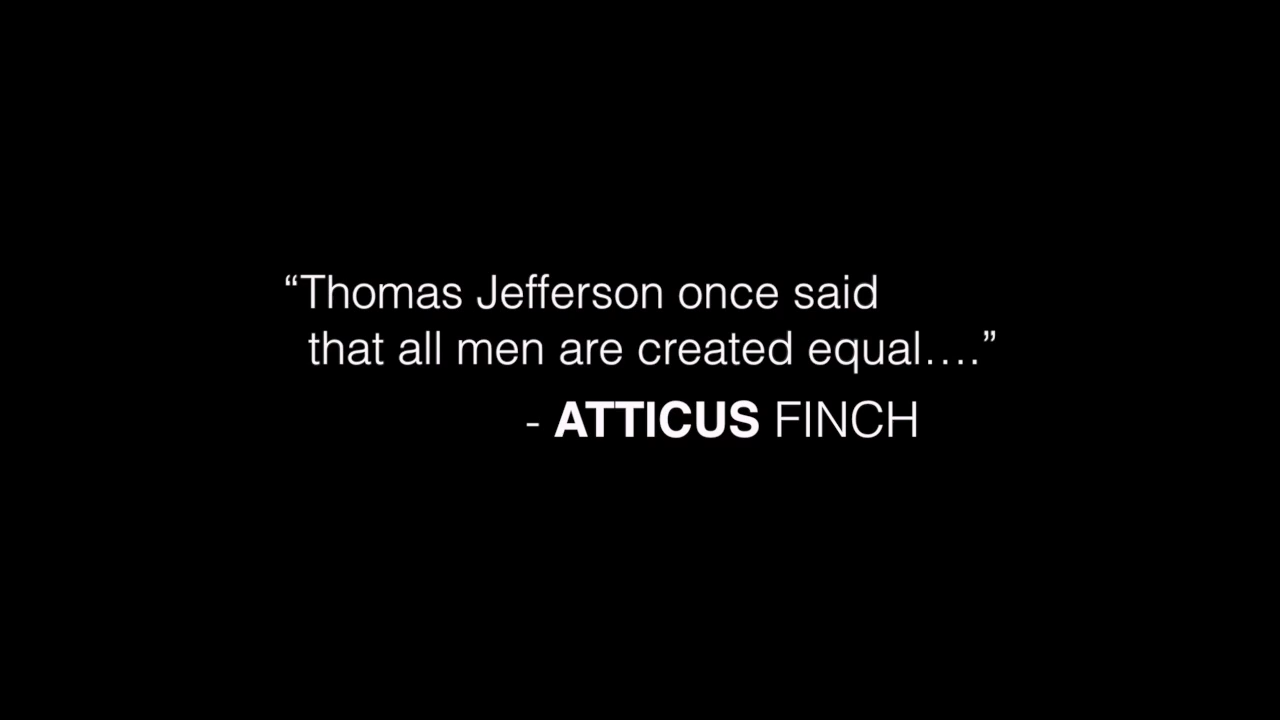 “Thomas Jefferson once said
that all men are created equal….”
- ATTICUS FINCH